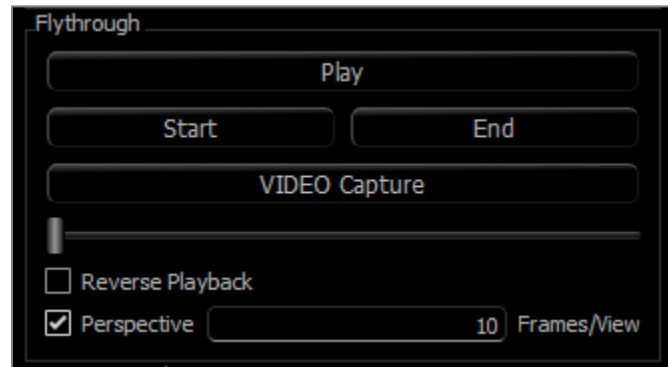 Flythrough
Play
Start End
VIDEO Capture
Reverse Playback
Perspective 10 Frames/View